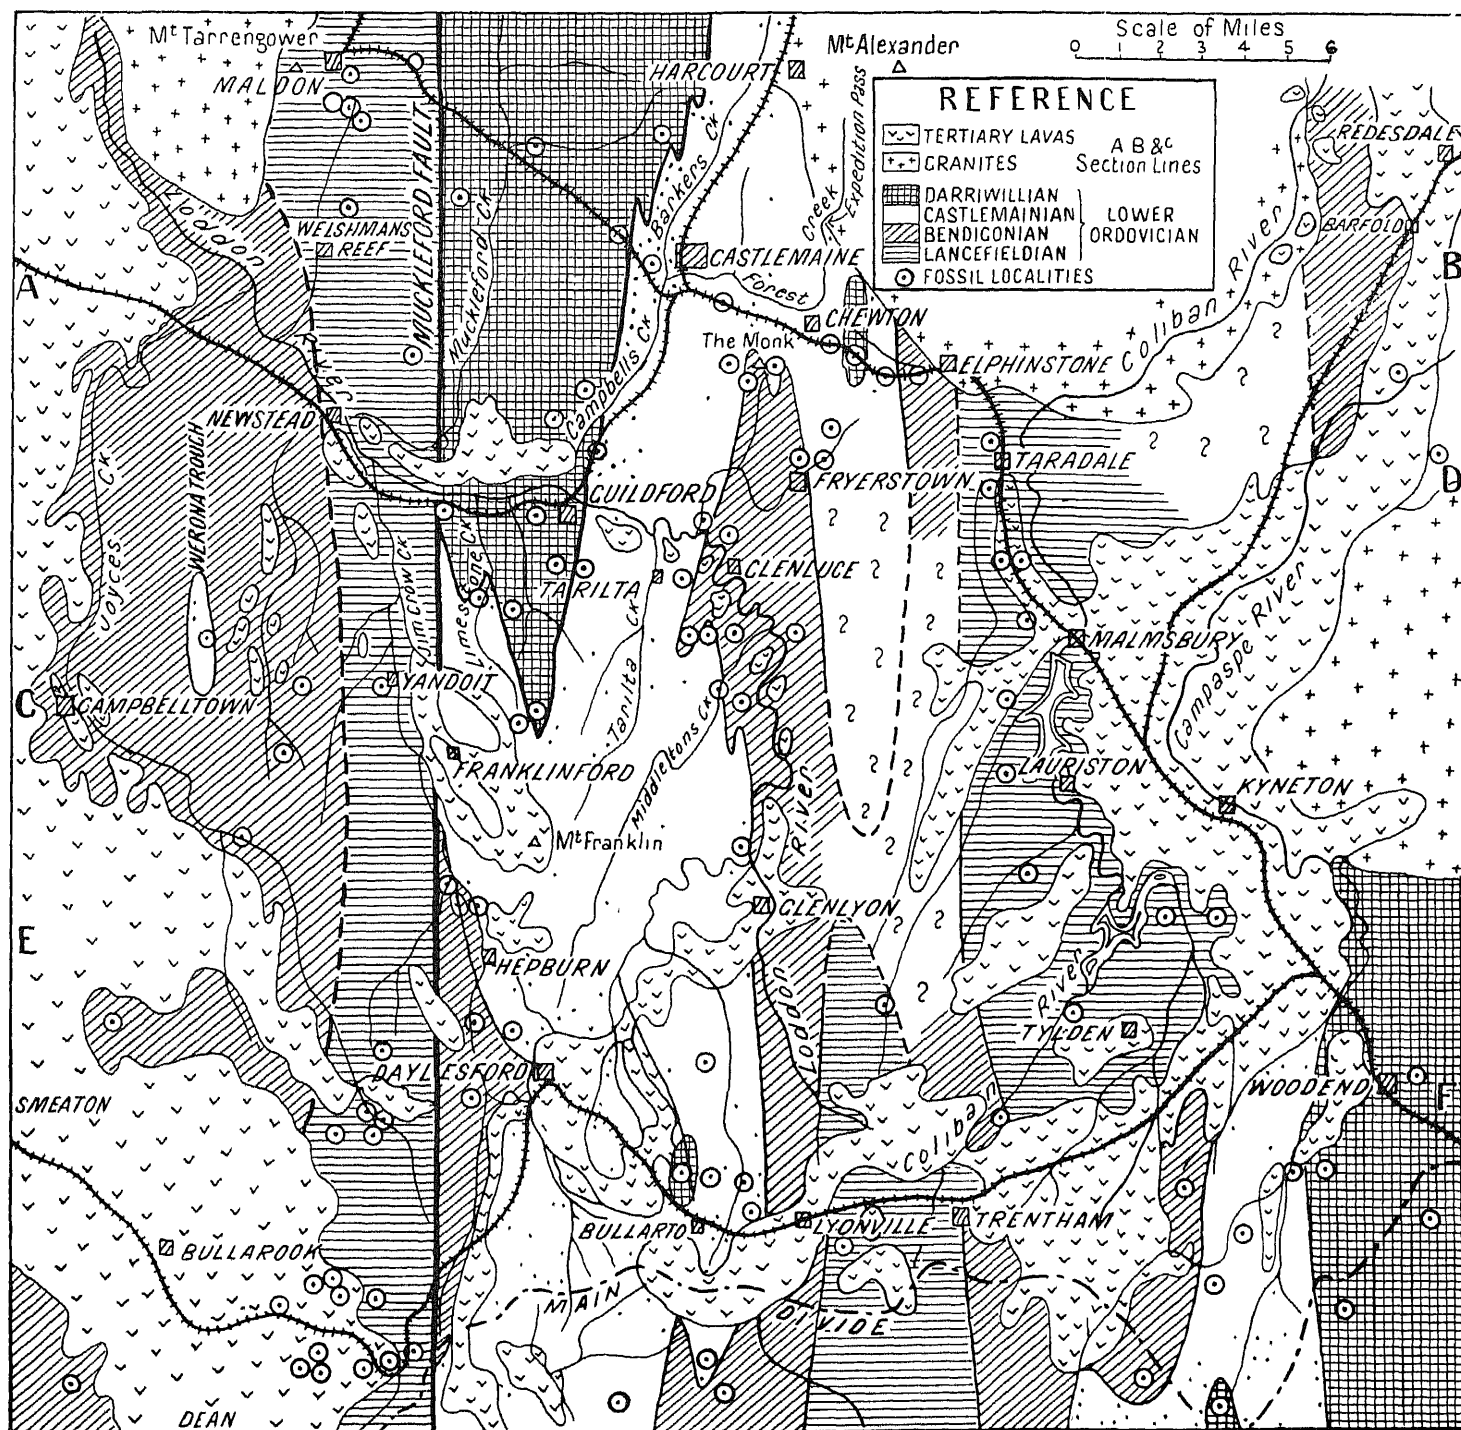 Scale of Miles
0 1 2 3 4 5 6
Mt Tarrengower
MALDON
HARCOURT
Mt Alexander
Expedition Pass
REFERENCE
TERTIARY LAVAS
GRANITES
A B & C
Section Lines
DARRIWILLIAN
CASTLEMAINIAN
BENDIGONIAN
LANCEFIELDIAN
LOWER
ORDOVICIAN
FOSSIL LOCALITIES
REDESDALE
BARFOLD
MUCKLEFORD FAULT
Muckleford Ck
Barkers Ck
Loddon
River
WELSHMANS
REEF
CASTLEMAINE
Forest
Creek
Coliban River
A
B
CHEWTON
The Monk
ELPHINSTONE
Campbells Ck
NEWSTEAD
WERONA TROUGH
Joyces Ck
TARADALE
FRYERSTOWN
GUILDFORD
D
Jim Crow Ck
Limestone Ck
TARILTA
GLENLUCE
MALMSBURY
Campaspe River
C
CAMPBELLTOWN
YANDOIT
Tarilta
Ck
Middletons Ck
FRANKLINFORD
LAURISTON
KYNETON
Mt Franklin
River
GLENLYON
E
HEPBURN
Loddon
River
TYLDEN
DAYLESFORD
WOODEND
F
SMEATON
Coliban
BULLARTO
LYONVILLE
TRENTHAM
BULLAROOK
MAIN
DIVIDE
DEAN